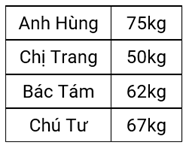 Anh Hùng 75kg
Chị Trang 50kg
Bác Tám 62kg
Chú Tư 67kg